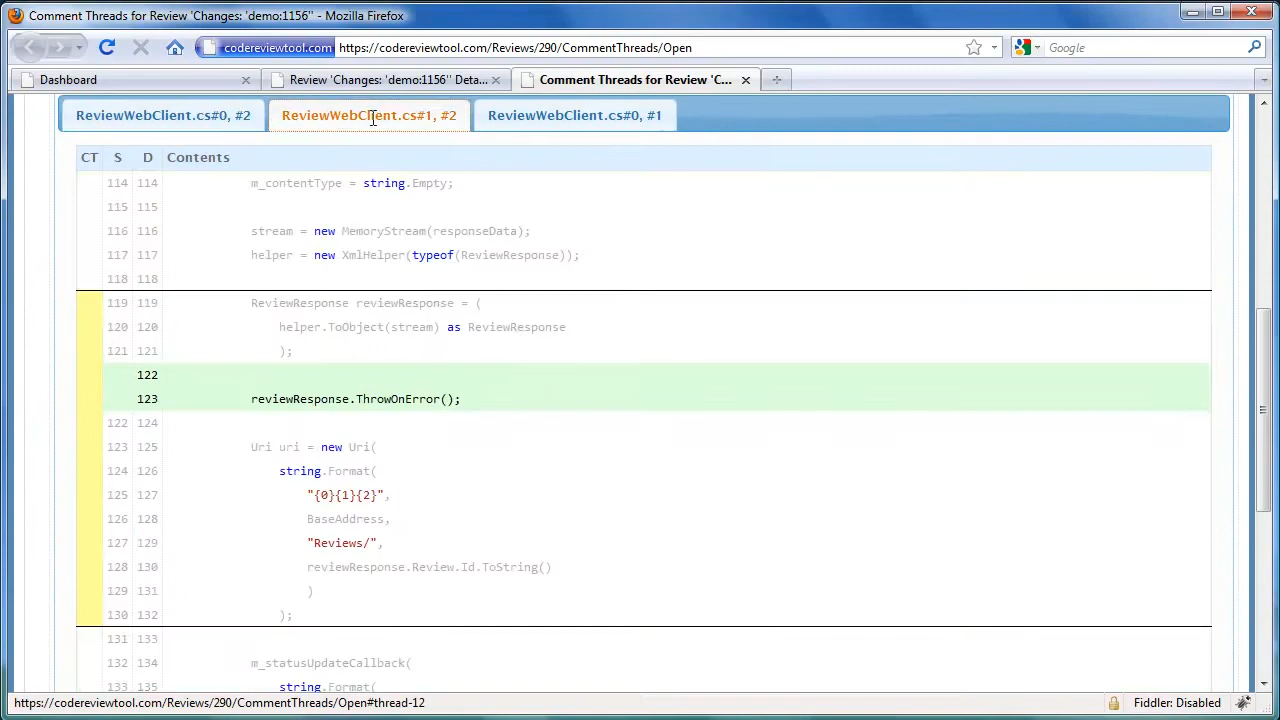 Comment Threads for Review 'Changes: 'demo:1156'' - Mozilla Firefox
codereviewtool.com https://codereviewtool.com/Reviews/290/CommentThreads/Open Google
Dashboard Review 'Changes: 'demo:1156'' Deta... Comment Threads for Review 'C...
ReviewWebClient.cs#0, #2 ReviewWebClient.cs#1, #2 ReviewWebClient.cs#0, #1
CT S D Contents
114 114 m_contentType = string.Empty;
115 115
116 116 stream = new MemoryStream(responseData);
117 117 helper = new XmlHelper(typeof(ReviewResponse));
118 118
119 119 ReviewResponse reviewResponse = (
120 120 helper.ToObject(stream) as ReviewResponse
121 121 );
122
123 reviewResponse.ThrowOnError();
122 124
123 125 Uri uri = new Uri(
124 126 string.Format(
125 127 "{0}{1}{2}",
126 128 BaseAddress,
127 129 "Reviews/",
128 130 reviewResponse.Review.Id.ToString()
129 131 )
130 132 );
131 133
132 134 m_statusUpdateCallback(
133 135 string.Format(
https://codereviewtool.com/Reviews/290/CommentThreads/Open#thread-12 Fiddler: Disabled